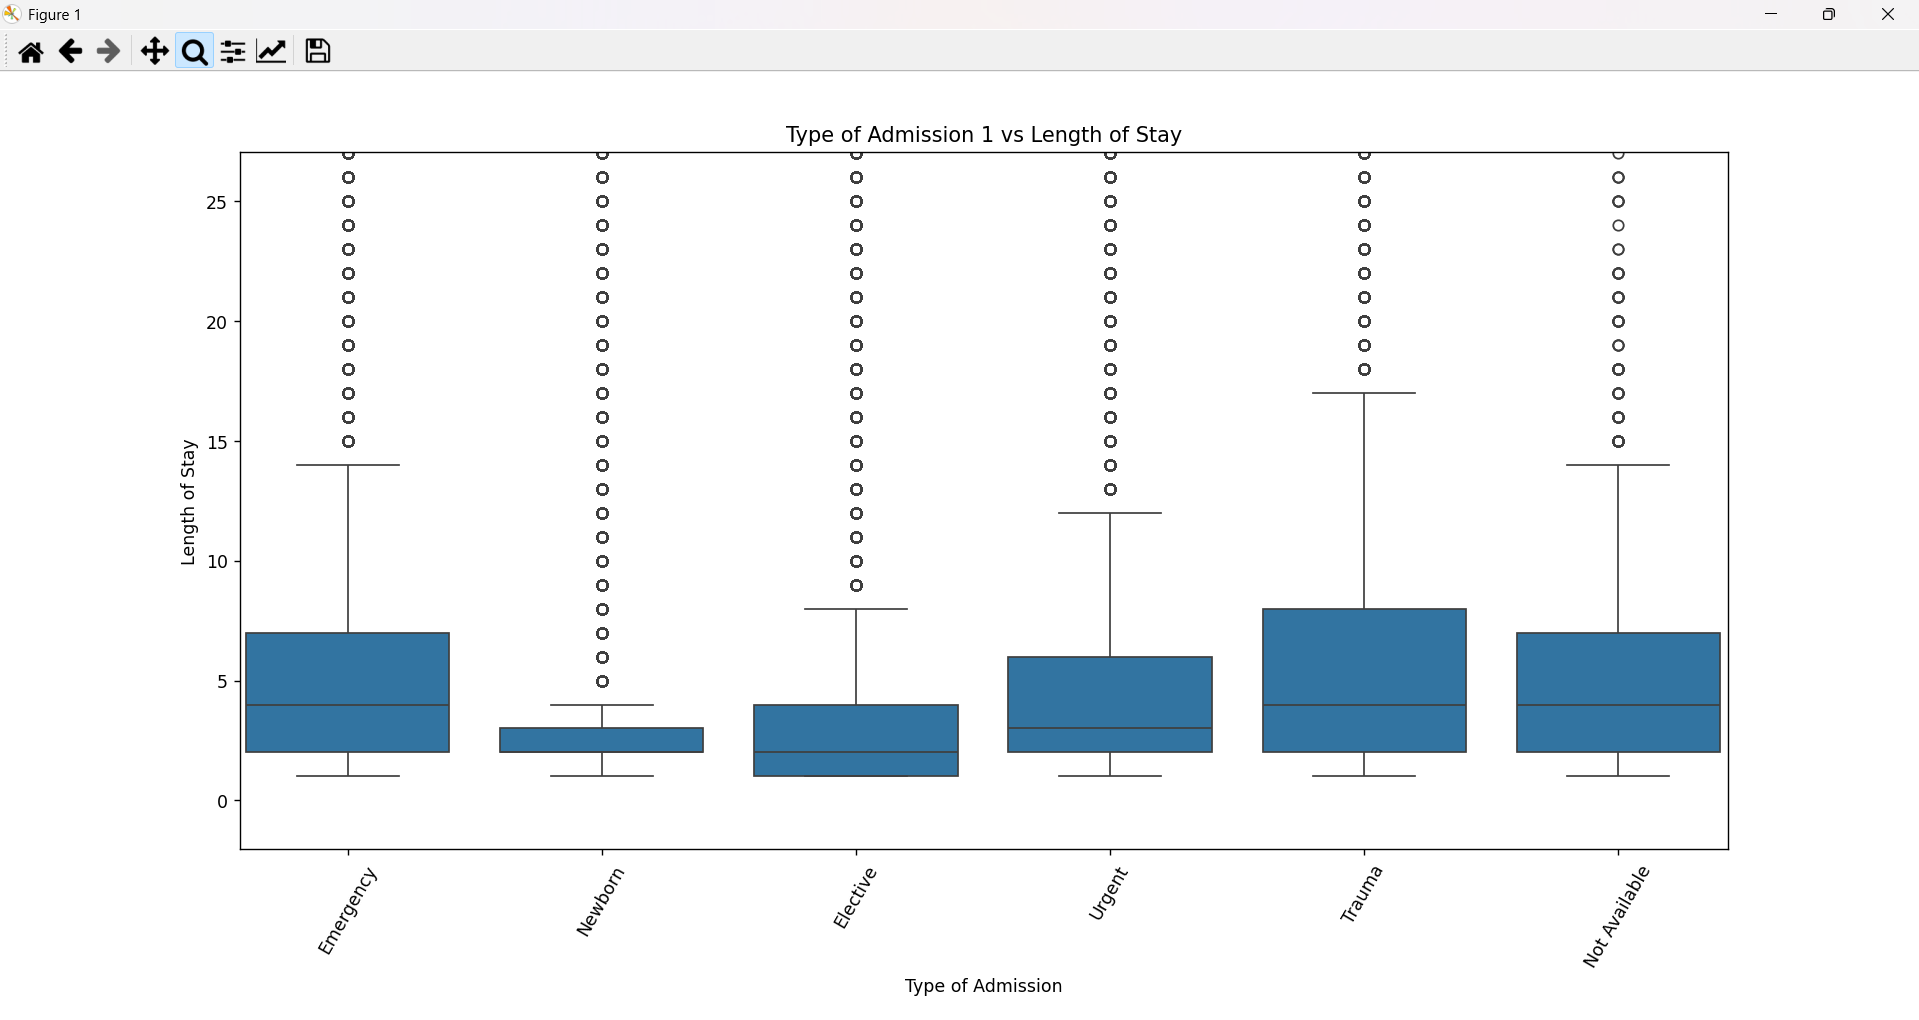 Figure 1
Type of Admission 1 vs Length of Stay
25
20
15
10
5
0
Length of Stay
Emergency
Newborn
Elective
Urgent
Trauma
Not Available
Type of Admission